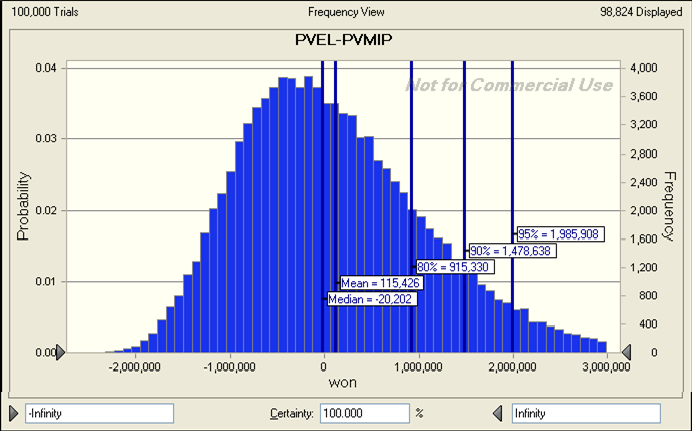 100,000 Trials Frequency View 98,824 Displayed
PVEL-PVMIP
Not for Commercial Use
0.04 4,000
3,600
0.03 3,200
2,800
2,400
0.02 2,000
1,600
0.01 1,200
800
400
0.00 0
Probability
Frequency
95% = 1,985,908
90% = 1,478,638
80% = 915,330
Mean = 115,426
Median = -20,202
-2,000,000 -1,000,000 0 1,000,000 2,000,000 3,000,000
won
-Infinity Certainty: 100.000 % Infinity